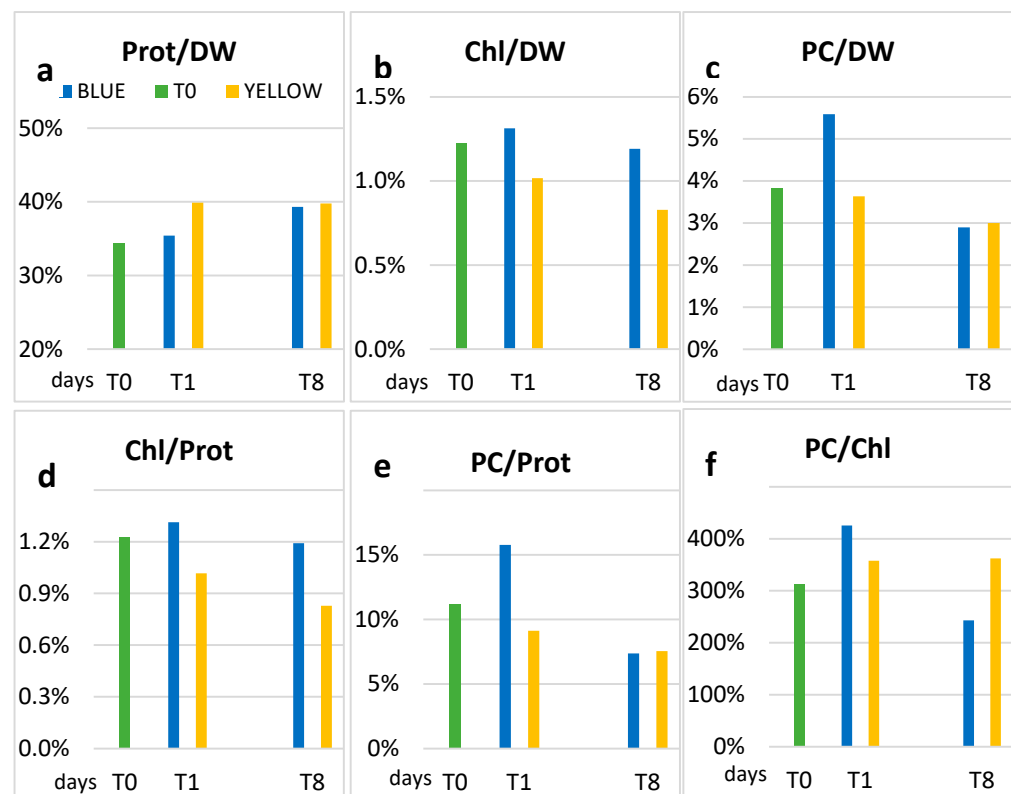 a
Prot/DW
BLUE T0 YELLOW
50%
40%
30%
20%
days T0 T1 T8
b
Chl/DW
1.5%
1.0%
0.5%
0.0%
days T0 T1 T8
c
PC/DW
6%
5%
4%
3%
2%
1%
0%
days T0 T1 T8
d
Chl/Prot
1.2%
0.9%
0.6%
0.3%
0.0%
days T0 T1 T8
e
PC/Prot
15%
10%
5%
0%
days T0 T1 T8
f
PC/Chl
400%
300%
200%
100%
0%
days T0 T1 T8